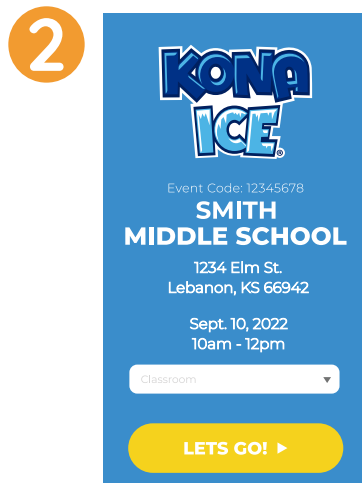 2
KONA
ICE®
Event Code: 12345678
SMITH
MIDDLE SCHOOL
1234 Elm St.
Lebanon, KS 66942
Sept. 10, 2022
10am - 12pm
Classroom
LETS GO!